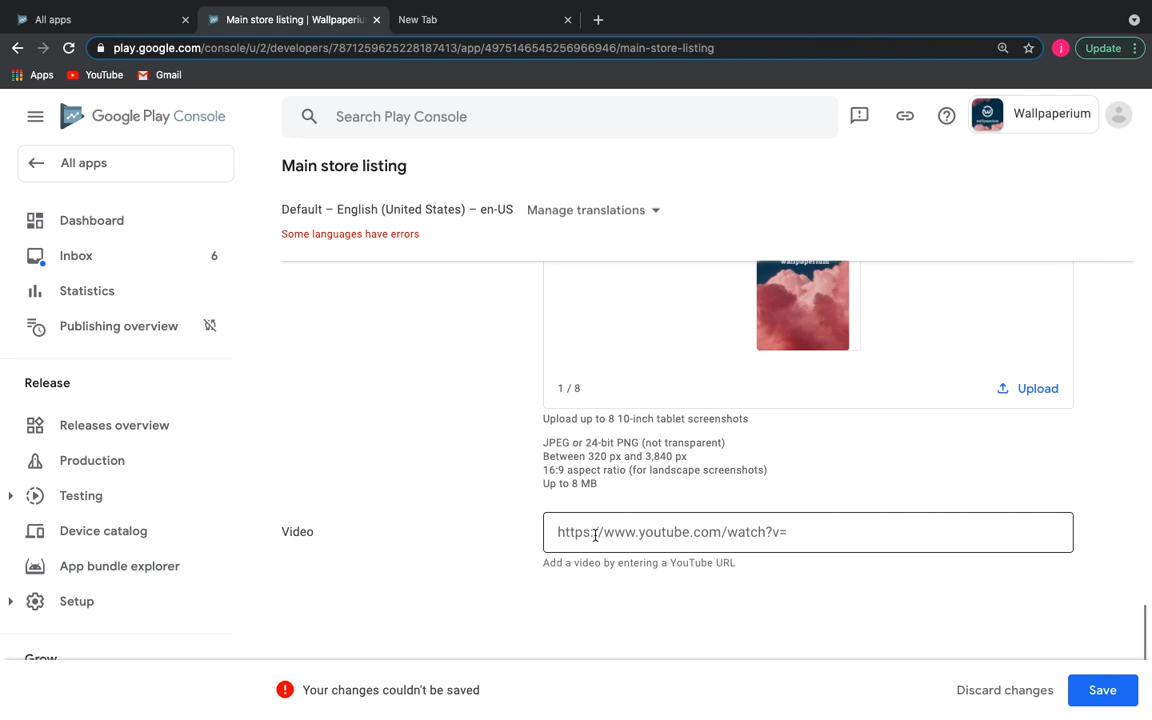 All apps
Main store listing | Wallpaperiu
New Tab
play.google.com/console/u/2/developers/7871259625228187413/app/4975146545256966946/main-store-listing
j
Update
Apps
YouTube
Gmail
Google Play Console
Search Play Console
Wallpaperium
All apps
Main store listing
Default – English (United States) – en-US
Manage translations
Some languages have errors
Dashboard
Inbox
6
Statistics
Publishing overview
Release
Releases overview
Production
Testing
Device catalog
App bundle explorer
Setup
Grow
wallpaperium
1 / 8
Upload
Upload up to 8 10-inch tablet screenshots
JPEG or 24-bit PNG (not transparent)
Between 320 px and 3,840 px
16:9 aspect ratio (for landscape screenshots)
Up to 8 MB
Video
https://www.youtube.com/watch?v=
Add a video by entering a YouTube URL
Your changes couldn't be saved
Discard changes
Save